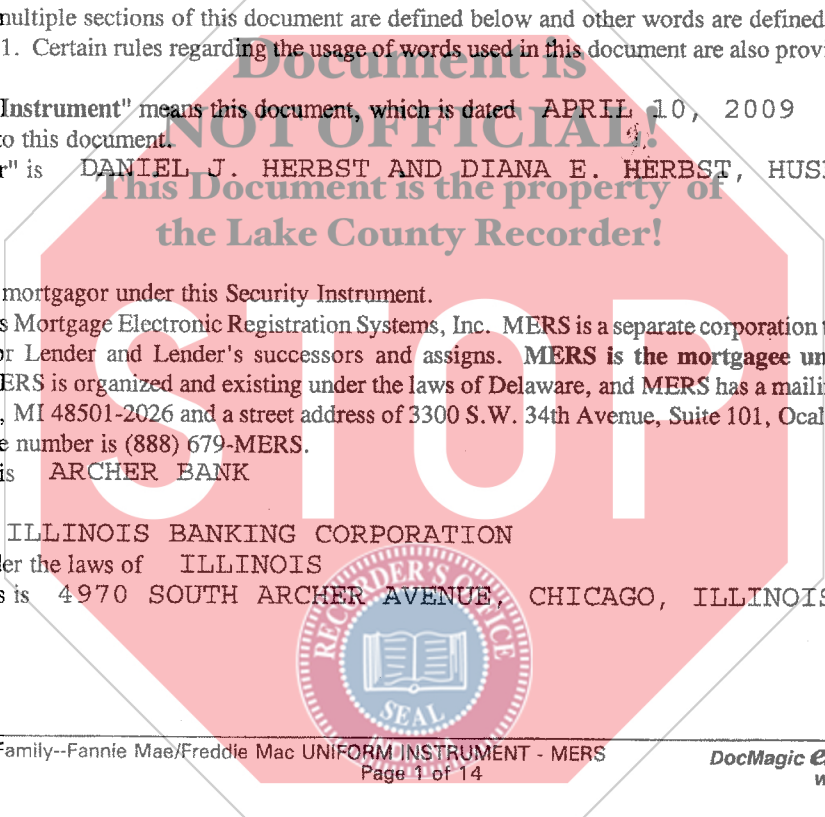 multiple sections of this document are defined below and other words are defined
1. Certain rules regarding the usage of words used in this document are also provi
Document is
Instrument" means this document, which is dated APRIL 10, 2009
NOT OFFICIAL!
to this document.
r" is DANIEL J. HERBST AND DIANA E. HERBST, HUS
This Document is the property of
the Lake County Recorder!
mortgagor under this Security Instrument.
s Mortgage Electronic Registration Systems, Inc. MERS is a separate corporation t
or Lender and Lender's successors and assigns. MERS is the mortgagee un
ERS is organized and existing under the laws of Delaware, and MERS has a maili
, MI 48501-2026 and a street address of 3300 S.W. 34th Avenue, Suite 101, Ocal
e number is (888) 679-MERS.
STOP
is ARCHER BANK
ILLINOIS BANKING CORPORATION
er the laws of ILLINOIS
s is 4970 SOUTH ARCHER AVENUE, CHICAGO, ILLINOIS
RECORDER'S OFFICE
SEAL
Family--Fannie Mae/Freddie Mac UNIFORM INSTRUMENT - MERS
Page 1 of 14
DocMagic